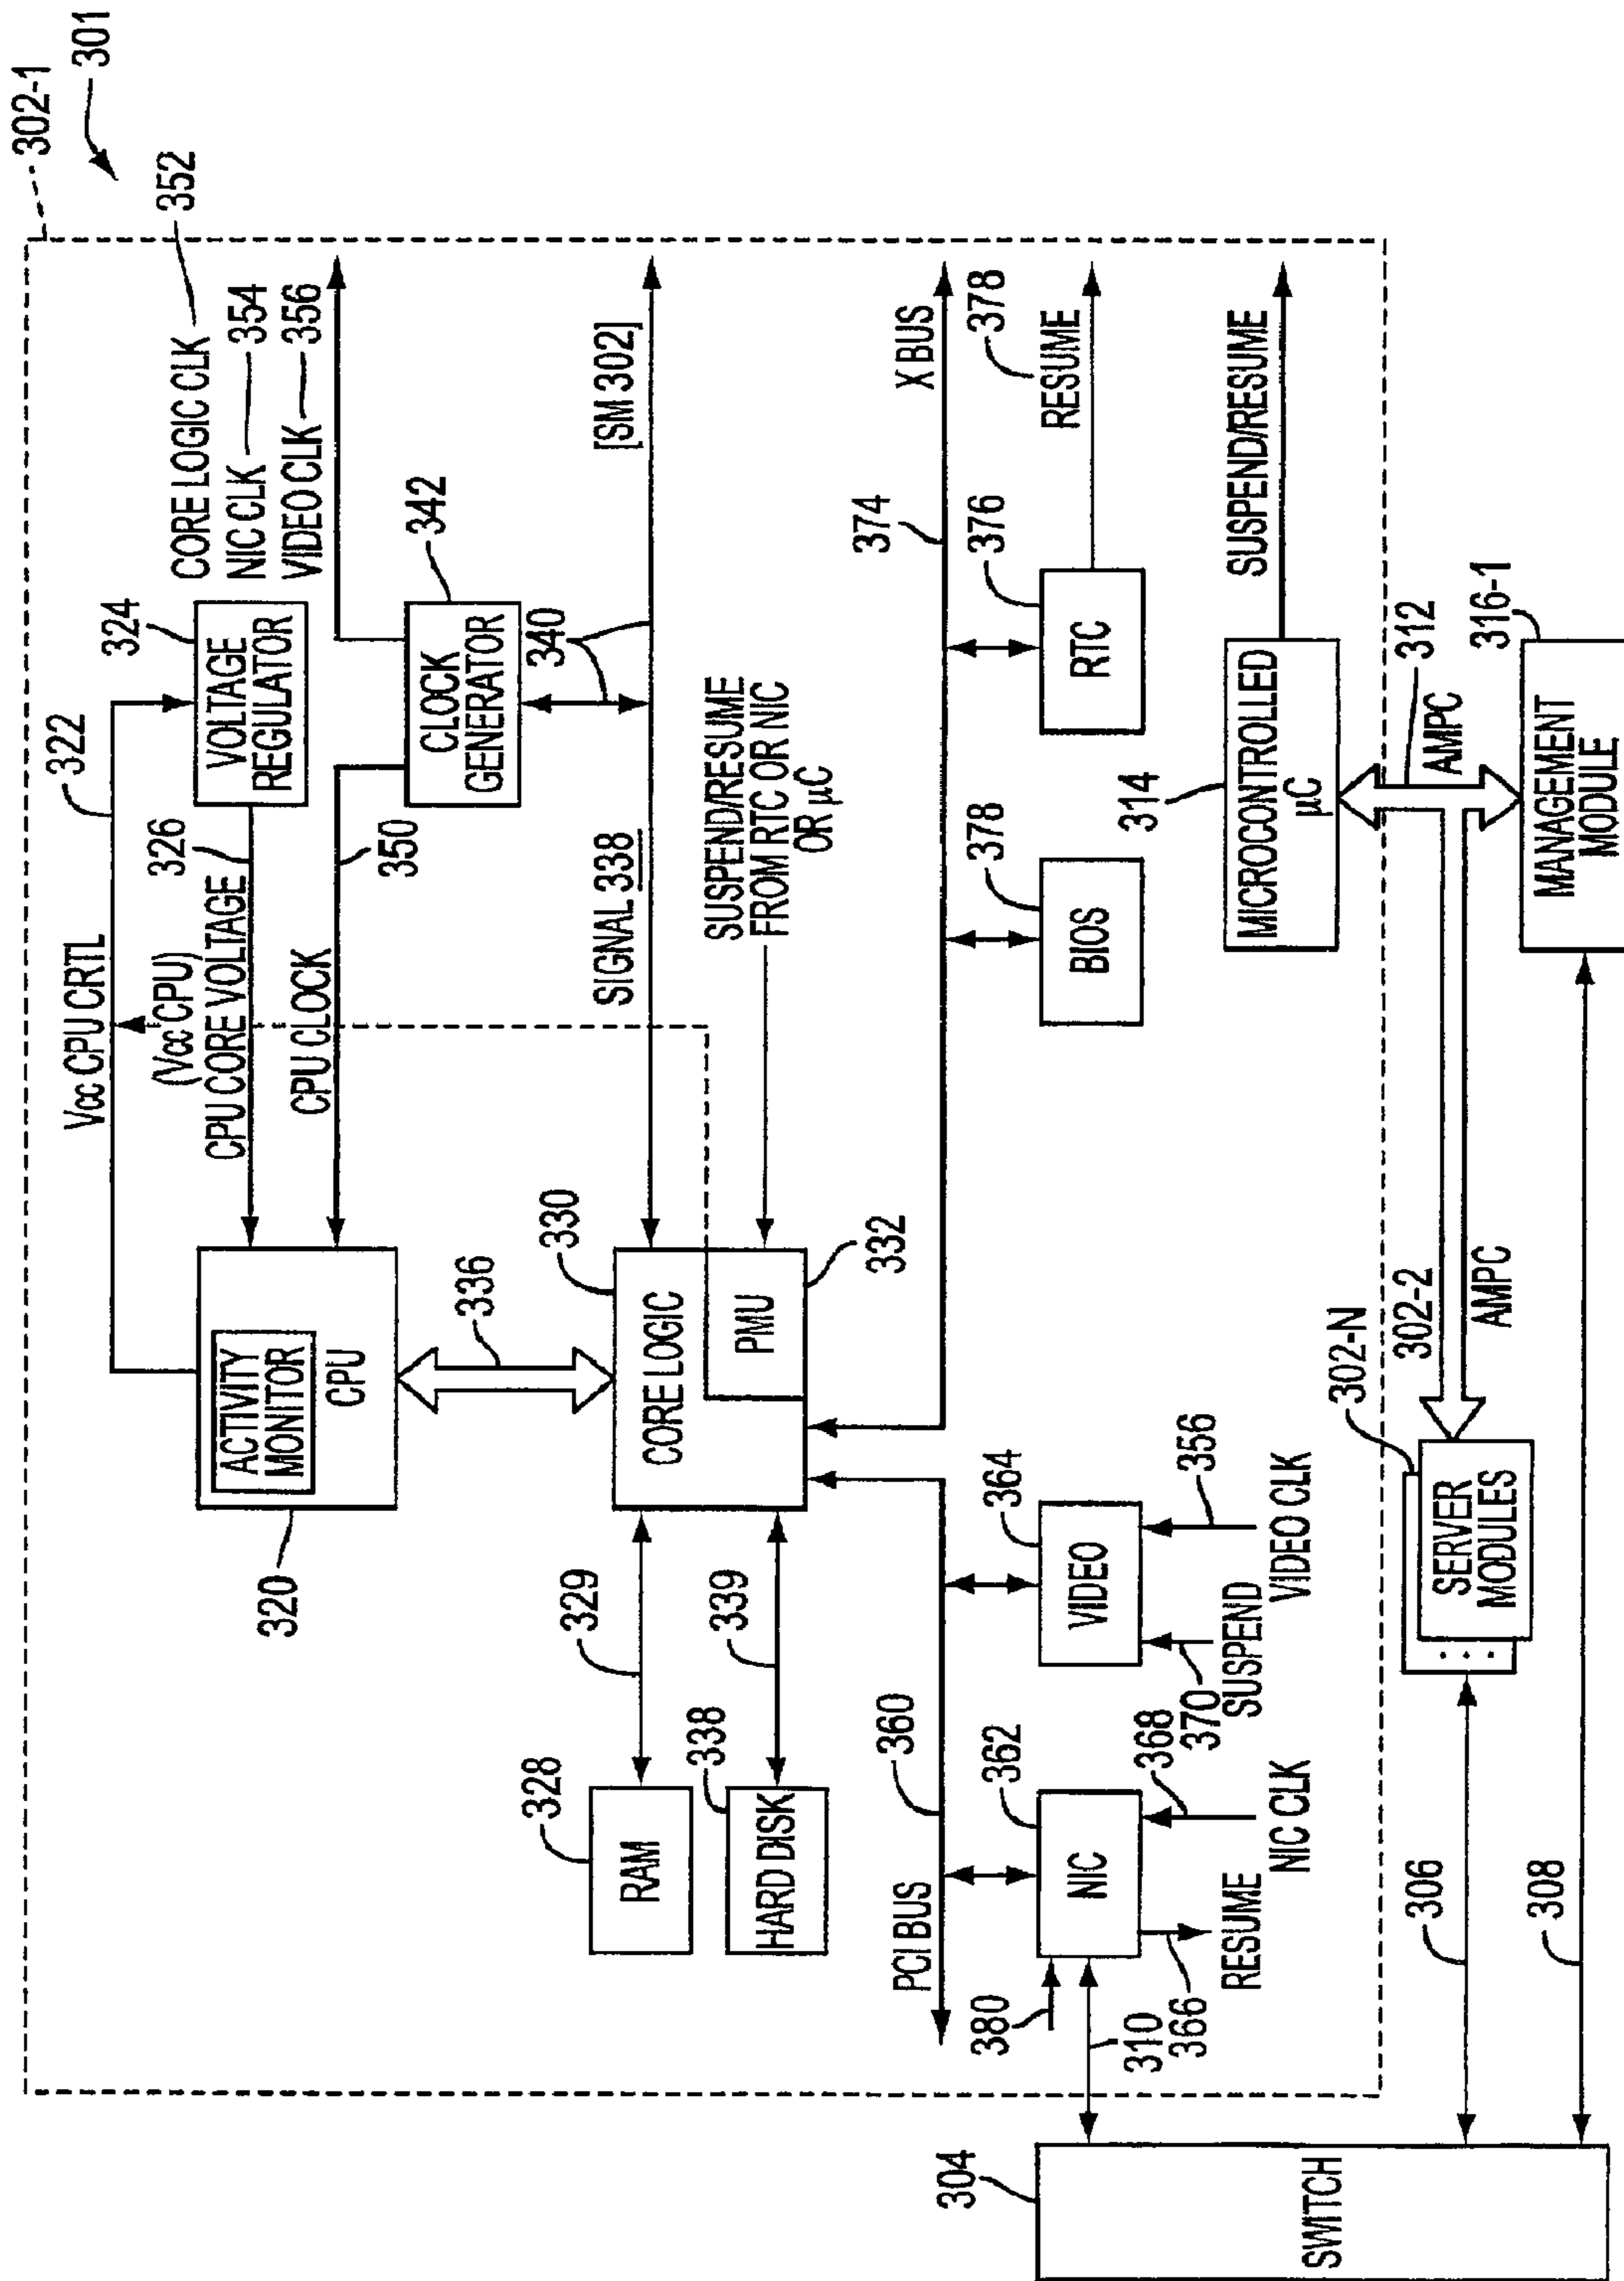 302-1
301
CORE LOGIC CLK 352
NIC CLK 354
VIDEO CLK 356
322
324
Vcc CPU CRTL
VOLTAGE
REGULATOR
326
(Vcc CPU)
CPU CORE VOLTAGE
350
CPU CLOCK
342
CLOCK
GENERATOR
340
ACTIVITY
MONITOR
CPU
320
336
[SM 302]
SIGNAL 338
SUSPEND/RESUME
FROM RTC OR NIC
OR µC
330
CORE LOGIC
PMU
332
329
328
RAM
339
338
HARD DISK
374
X BUS
360
PCI BUS
362
NIC
364
VIDEO
380
310
366
RESUME
368
NIC CLK
370
SUSPEND
356
VIDEO CLK
378
BIOS
376
RTC
378
RESUME
314
MICROCONTROLLED
µC
SUSPEND/RESUME
312
AMPC
316-1
MANAGEMENT
MODULE
302-N
302-2
AMPC
SERVER
MODULES
...
306
308
304
SWITCH